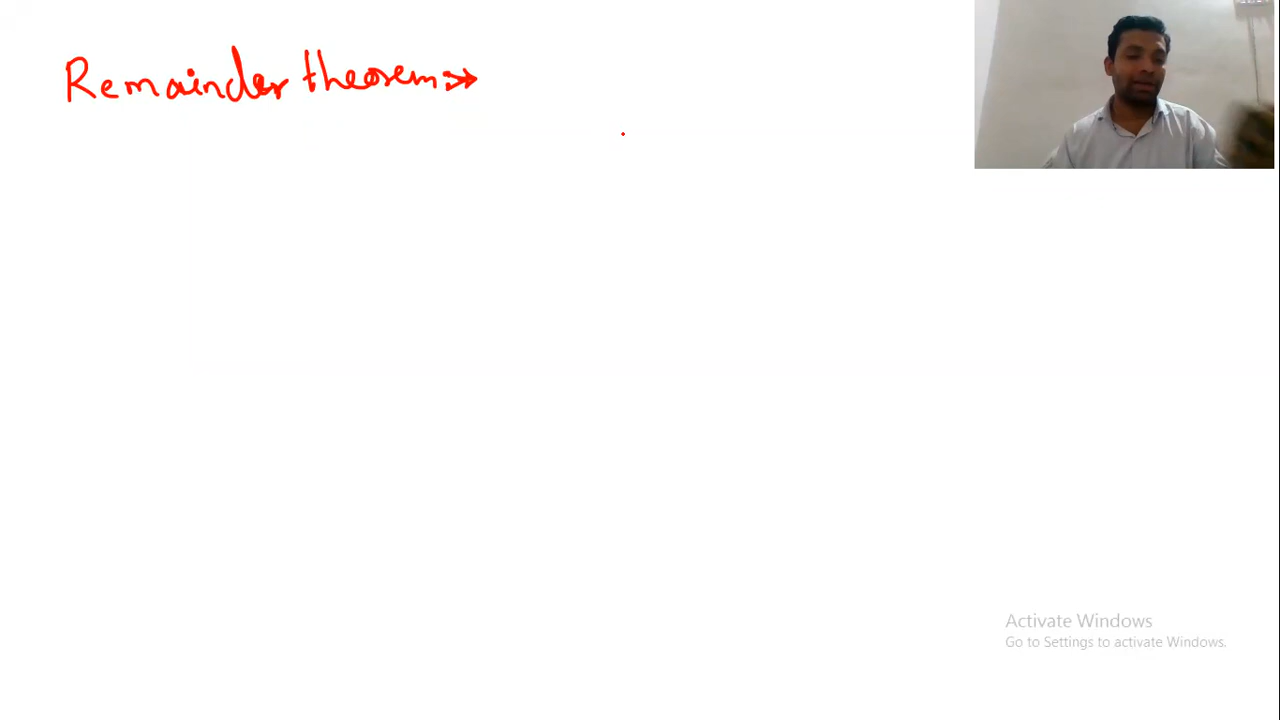 Remainder theorem
Activate Windows
Go to Settings to activate Windows.